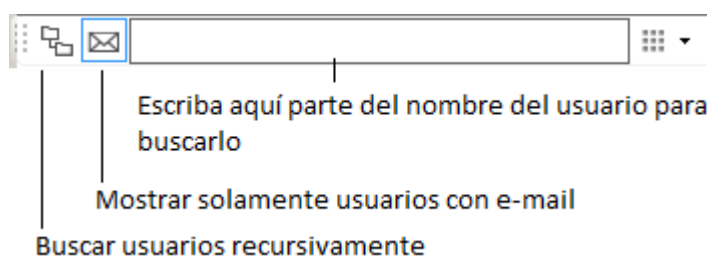 Escriba aquí parte del nombre del usuario para
buscarlo
Mostrar solamente usuarios con e-mail
Buscar usuarios recursivamente